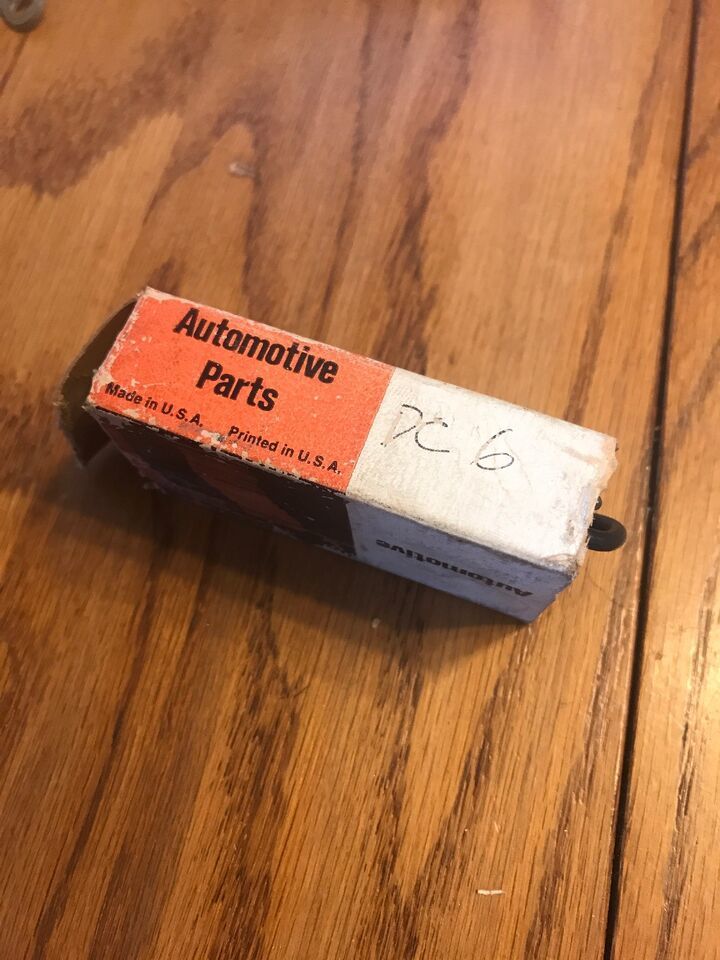 Automotive
Parts
Made in U.S.A.
Printed in U.S.A.
DC 6
Automotive